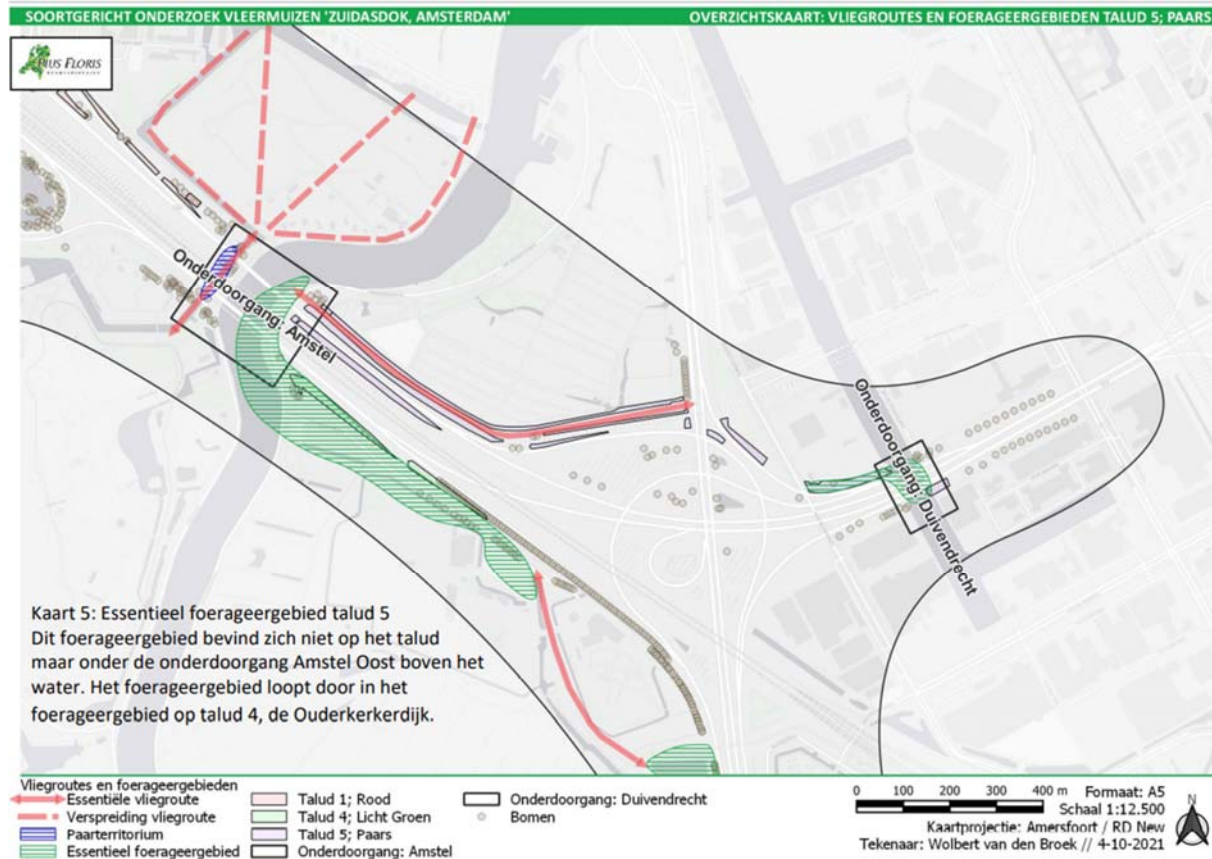 SOORTGERICHT ONDERZOEK VLEERMUIZEN 'ZUIDASDOK, AMSTERDAM'
OVERZICHTSKAART: VLIEGROUTES EN FOERAGEERGEBIEDEN TALUD 5; PAARS
PIUS FLORIS
Onderdoorgang: Amstel
Onderdoorgang: Duivendrecht
Kaart 5: Essentieel foerageergebied talud 5
Dit foerageergebied bevind zich niet op het talud
maar onder de onderdoorgang Amstel Oost boven het
water. Het foerageergebied loopt door in het
foerageergebied op talud 4, de Ouderkerkerdijk.
Vliegroutes en foerageergebieden
Essentiële vliegroute
Verspreiding vliegroute
Paarterritorium
Essentieel foerageergebied
Talud 1; Rood
Talud 4; Licht Groen
Talud 5; Paars
Onderdoorgang: Amstel
Onderdoorgang: Duivendrecht
Bomen
0 100 200 300 400 m
Formaat: A5
Schaal 1:12.500
Kaartprojectie: Amersfoort / RD New
Tekenaar: Wolbert van den Broek // 4-10-2021
N